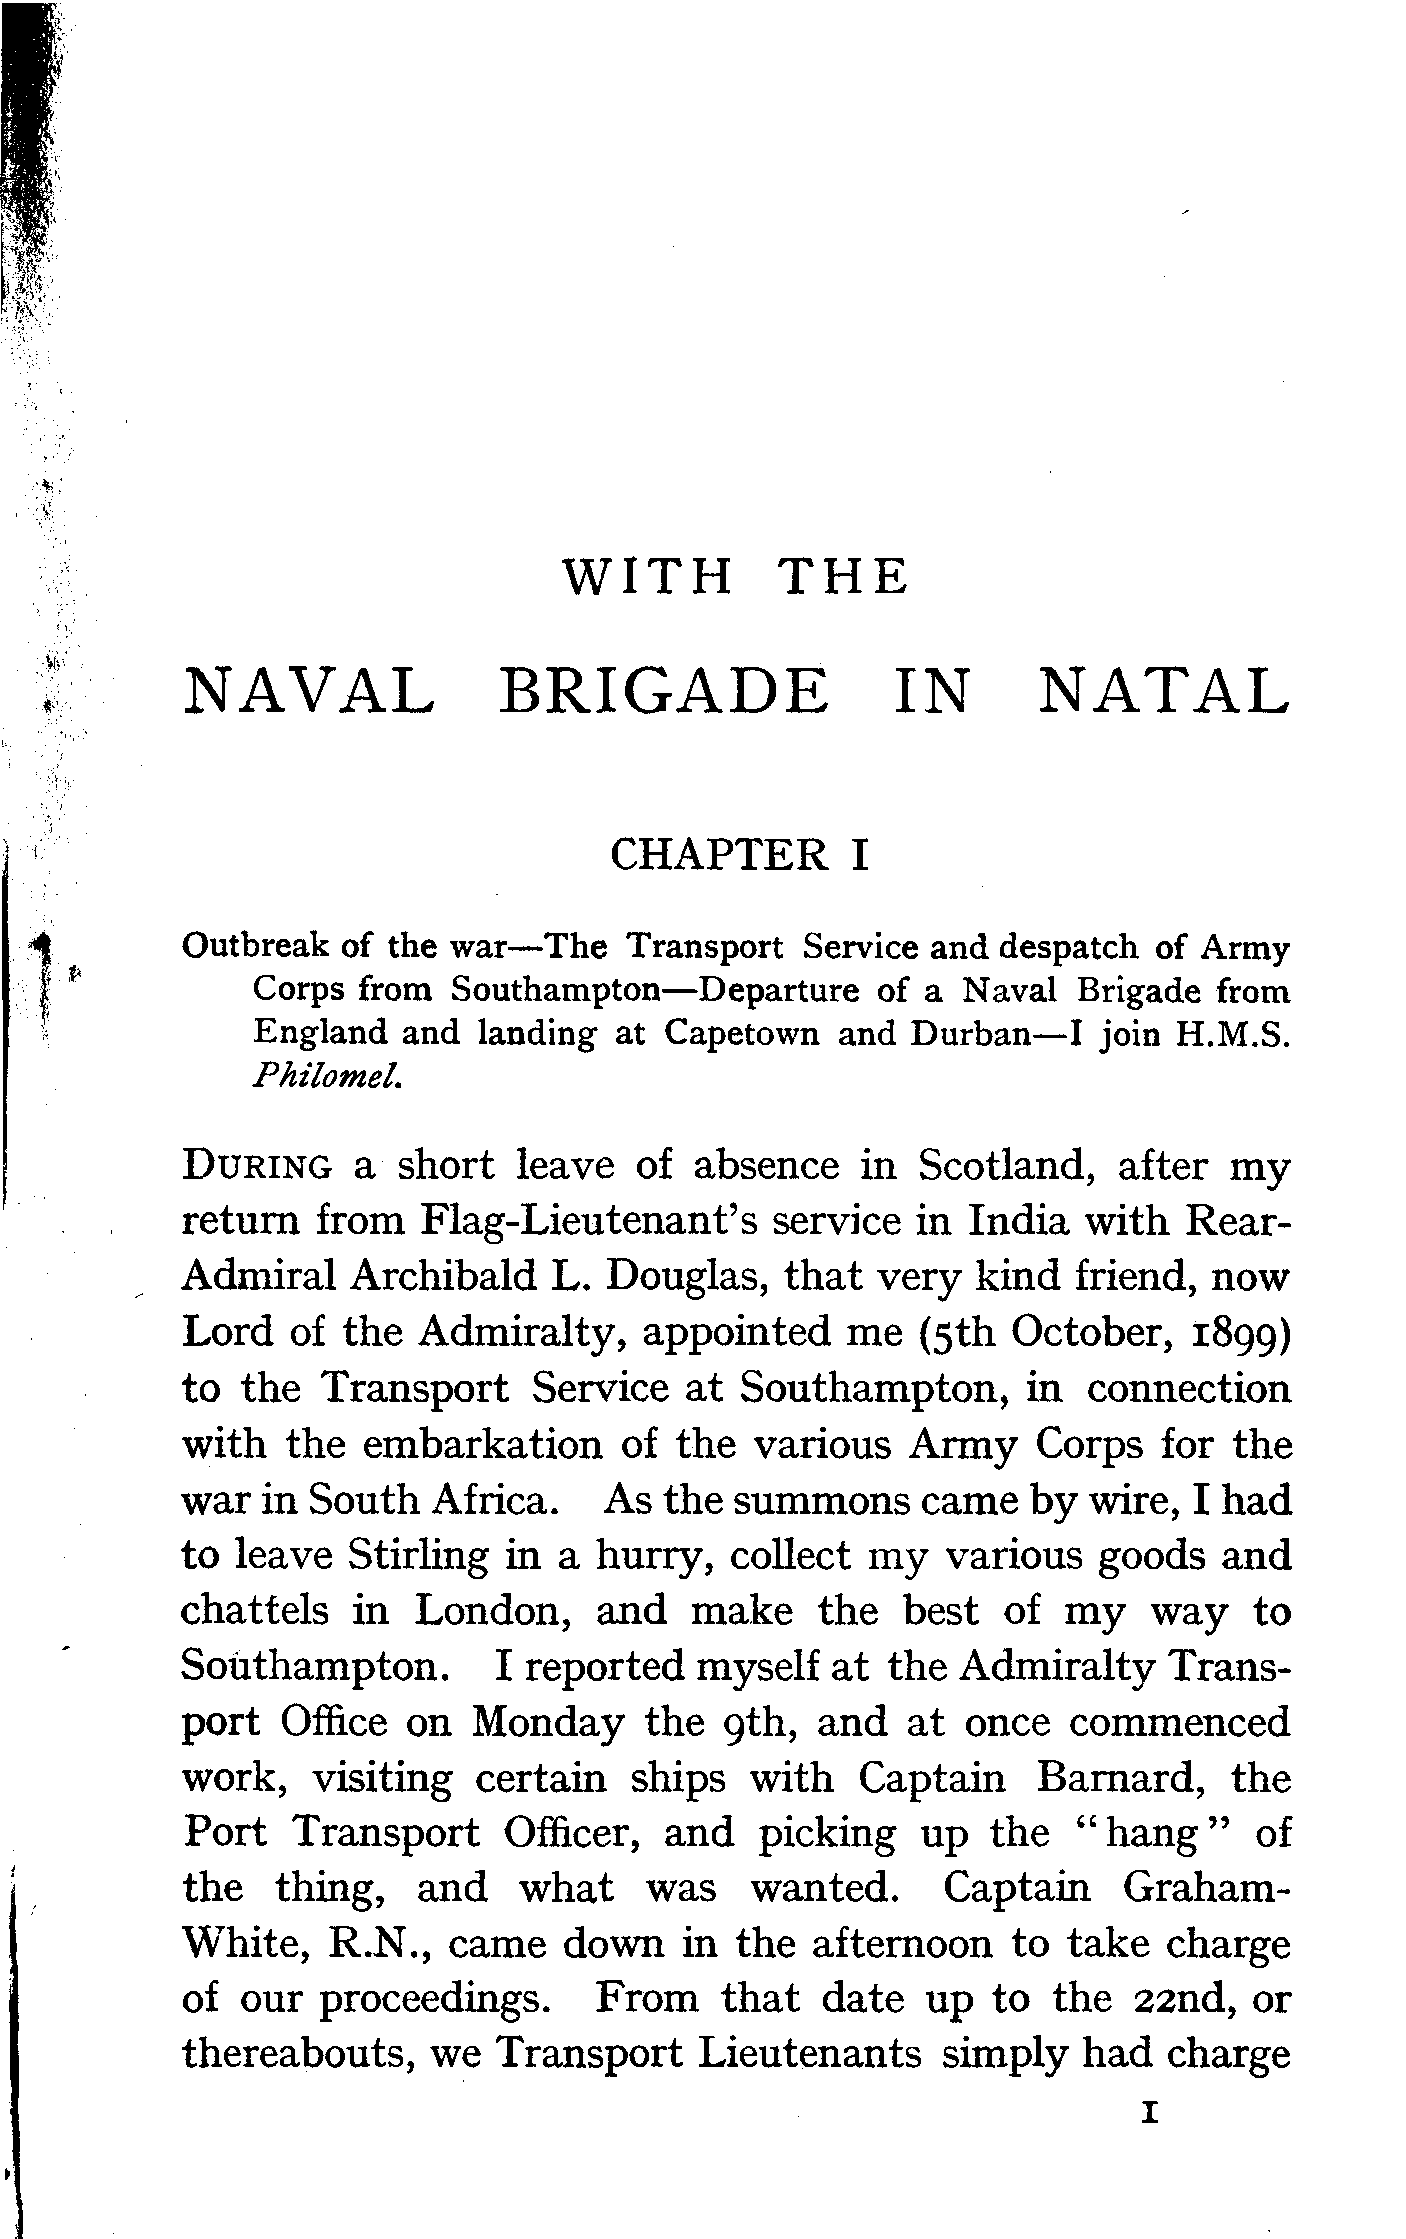 WITH THE
NAVAL BRIGADE IN NATAL
CHAPTER I
Outbreak of the war—The Transport Service and despatch of Army
Corps from Southampton—Departure of a Naval Brigade from
England and landing at Capetown and Durban—I join H.M.S.
Philomel.
DURING a short leave of absence in Scotland, after my
return from Flag-Lieutenant's service in India with Rear-
Admiral Archibald L. Douglas, that very kind friend, now
Lord of the Admiralty, appointed me (5th October, 1899)
to the Transport Service at Southampton, in connection
with the embarkation of the various Army Corps for the
war in South Africa. As the summons came by wire, I had
to leave Stirling in a hurry, collect my various goods and
chattels in London, and make the best of my way to
Southampton. I reported myself at the Admiralty Trans-
port Office on Monday the 9th, and at once commenced
work, visiting certain ships with Captain Barnard, the
Port Transport Officer, and picking up the "hang" of
the thing, and what was wanted. Captain Graham-
White, R.N., came down in the afternoon to take charge
of our proceedings. From that date up to the 22nd, or
thereabouts, we Transport Lieutenants simply had charge
I